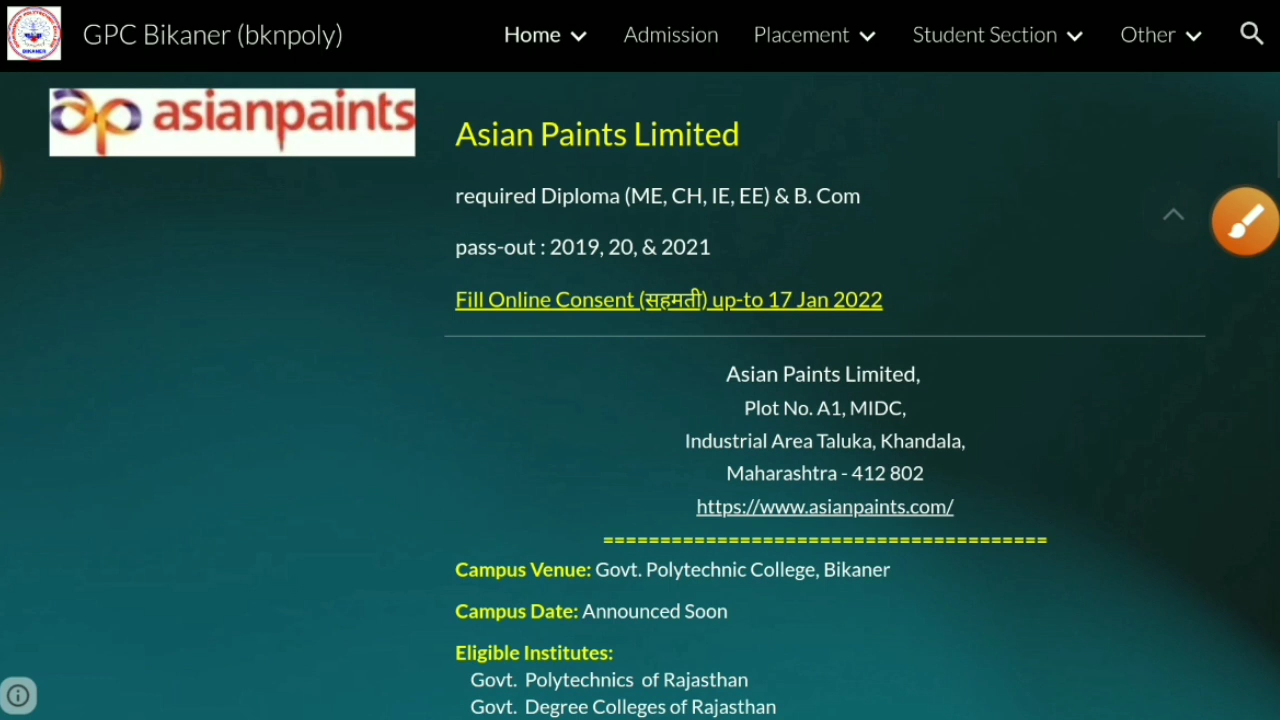 GPC Bikaner (bknpoly)
Home
Admission
Placement
Student Section
Other
asianpaints
Asian Paints Limited
required Diploma (ME, CH, IE, EE) & B. Com
pass-out : 2019, 20, & 2021
Fill Online Consent (सहमती) up-to 17 Jan 2022
Asian Paints Limited,
Plot No. A1, MIDC,
Industrial Area Taluka, Khandala,
Maharashtra - 412 802
https://www.asianpaints.com/
=======================================
Campus Venue: Govt. Polytechnic College, Bikaner
Campus Date: Announced Soon
Eligible Institutes:
Govt. Polytechnics of Rajasthan
Govt. Degree Colleges of Rajasthan